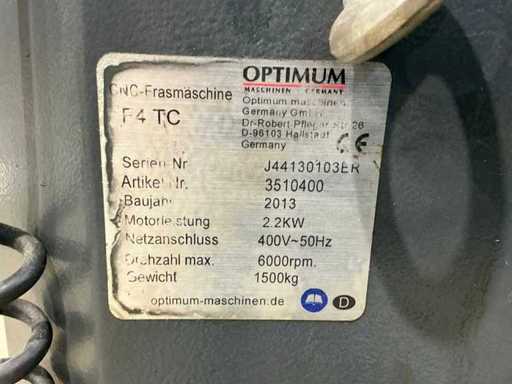 OPTIMUM
MASCHINEN - GERMANY
CNC-Fräsmaschine
F4 TC
Optimum maschinen
Germany GmbH
Dr-Robert Pfleger Str 26
D-96103 Hallstadt
Germany
CE
Serien Nr J44130103ER
Artikel Nr. 3510400
Baujahr 2013
Motorleistung 2.2KW
Netzanschluss 400V~50Hz
Drehzahl max. 6000rpm.
Gewicht 1500kg
optimum-maschinen.de
D